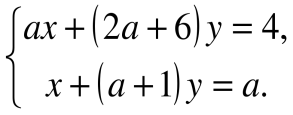 ax + (2a + 6) y = 4,
x + (a + 1) y = a.